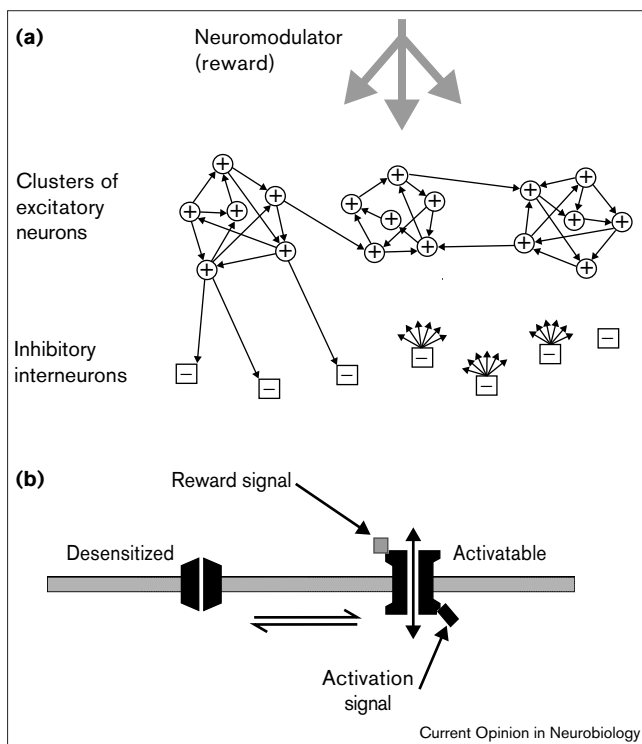 (a)
Neuromodulator
(reward)
Clusters of
excitatory
neurons
Inhibitory
interneurons
(b)
Reward signal
Desensitized
Activatable
Activation
signal
Current Opinion in Neurobiology